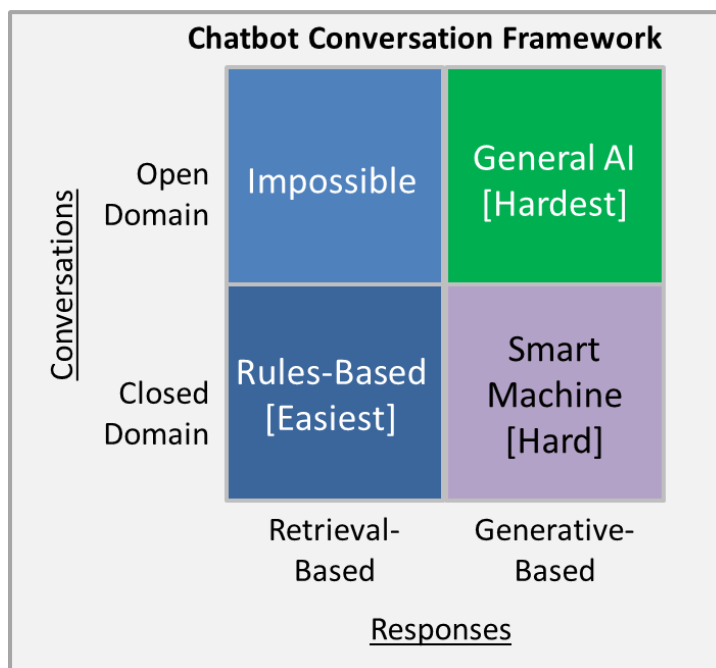 Chatbot Conversation Framework
Conversations
Open
Domain
Impossible
General AI
[Hardest]
Closed
Domain
Rules-Based
[Easiest]
Smart
Machine
[Hard]
Retrieval-
Based
Generative-
Based
Responses